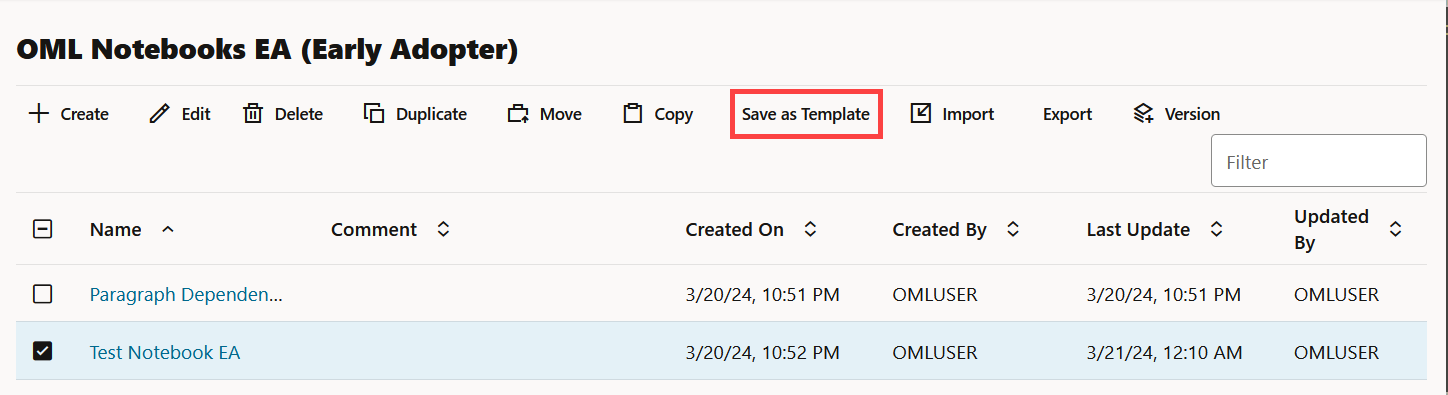 OML Notebooks EA (Early Adopter)
Create Edit Delete Duplicate Move Copy Save as Template Import Export Version
Filter
Name Comment Created On Created By Last Update Updated By
Paragraph Dependen... 3/20/24, 10:51 PM OMLUSER 3/20/24, 10:51 PM OMLUSER
Test Notebook EA 3/20/24, 10:52 PM OMLUSER 3/21/24, 12:10 AM OMLUSER